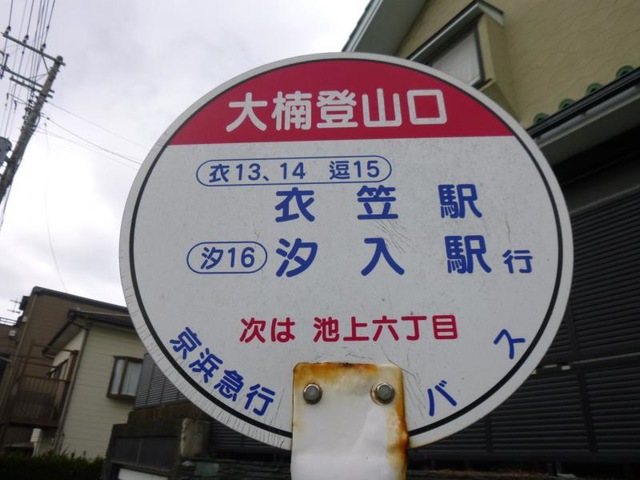 大楠登山口
衣13、14 逗15
衣笠駅
汐16 汐入駅行
次は 池上六丁目
京浜急行バス